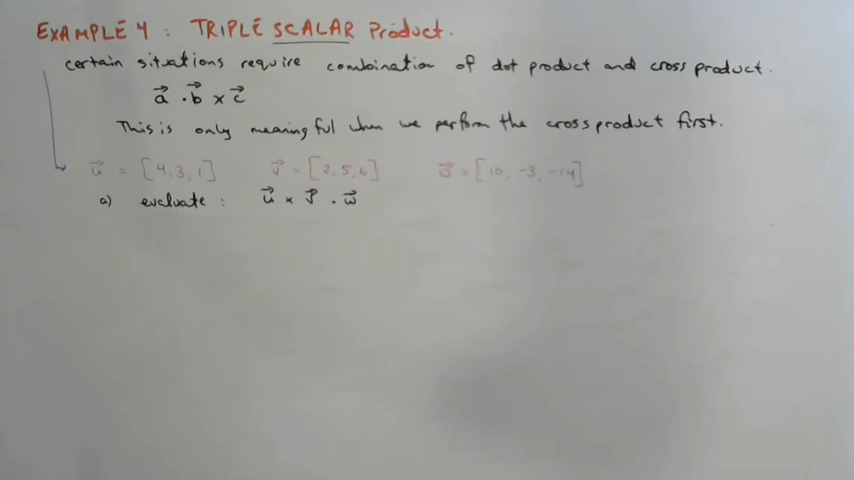 EXAMPLE 4 : TRIPLE SCALAR Product.
certain situations require combination of dot product and cross product.
a⃗ · b⃗ × c⃗
This is only meaningful when we perform the cross product first.
u⃗ = [4, 3, 1] v⃗ = [2, 5, 6] w⃗ = [10, -3, -14]
a) evaluate : u⃗ × v⃗ · w⃗